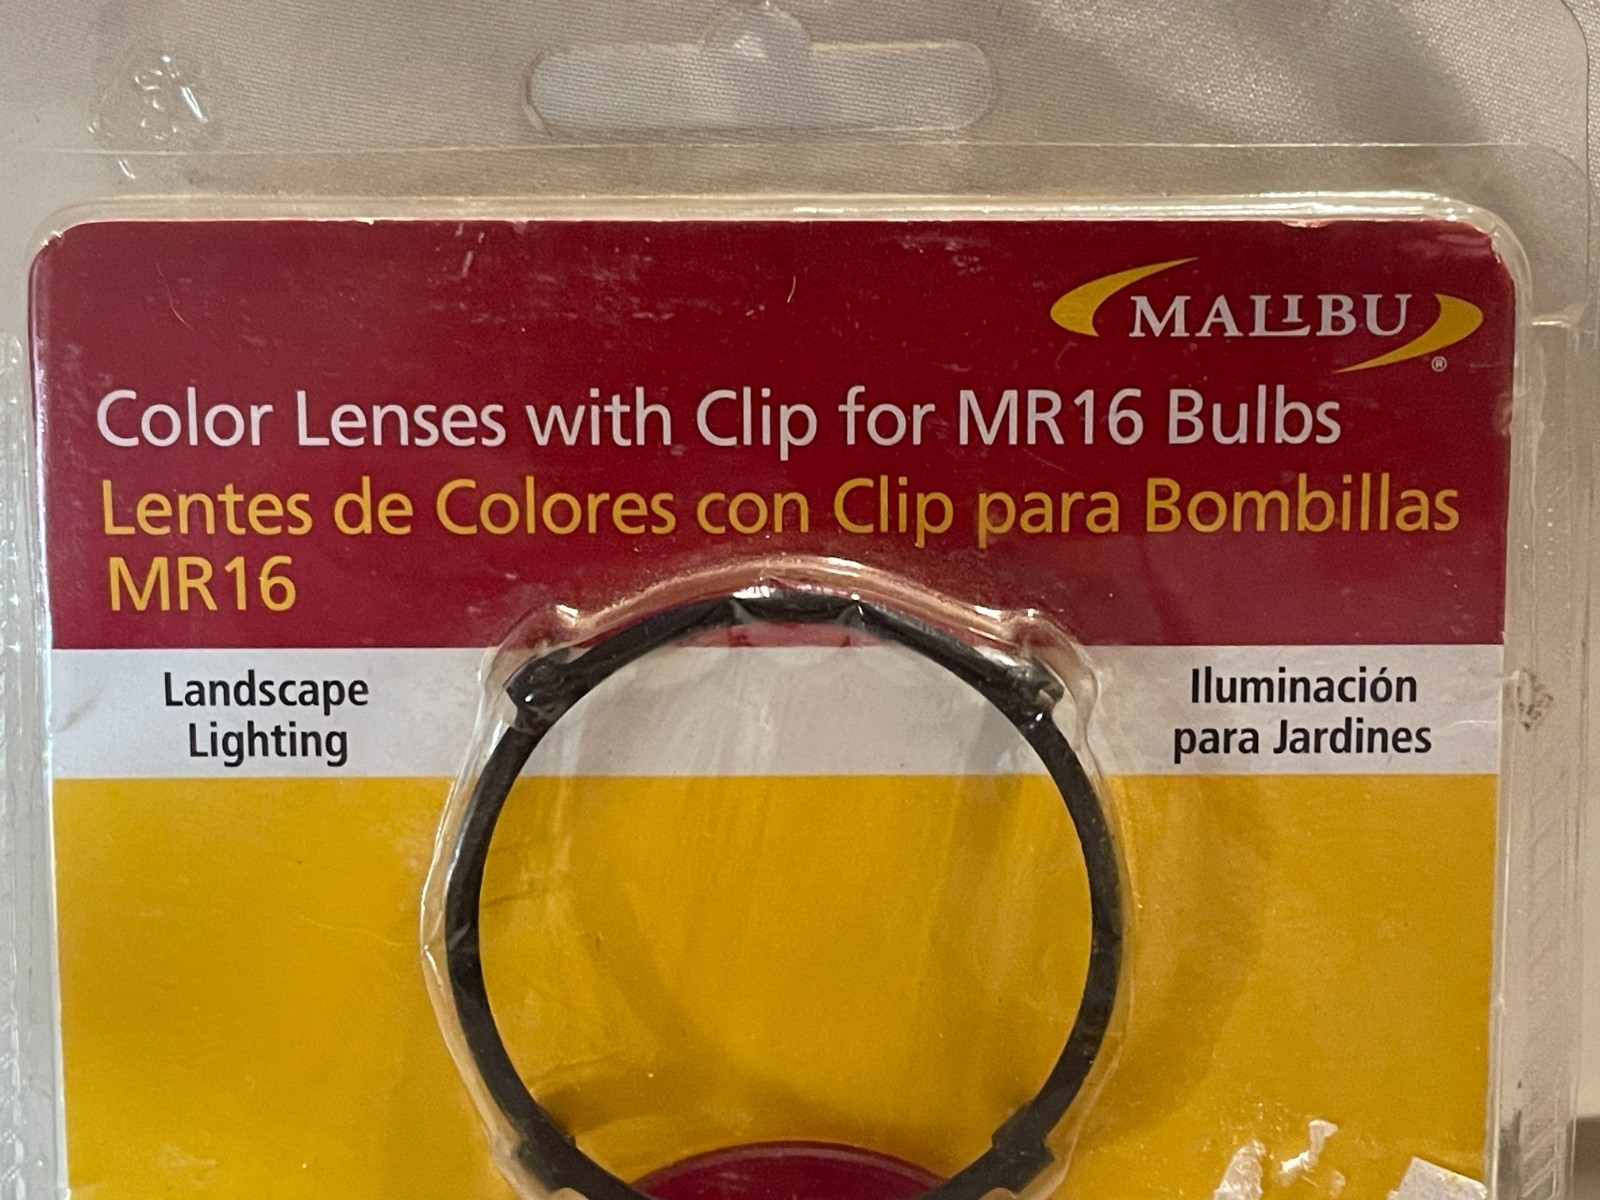 MALIBU®
Color Lenses with Clip for MR16 Bulbs
Lentes de Colores con Clip para Bombillas
MR16
Landscape
Lighting
Iluminación
para Jardines